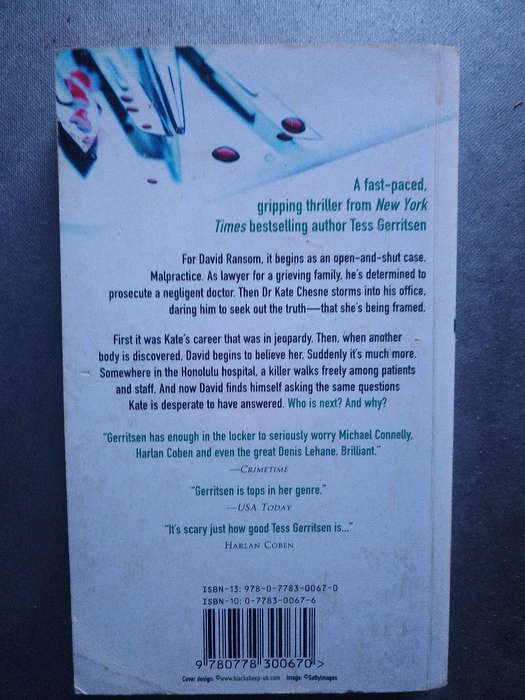 A fast-paced,
gripping thriller from New York
Times bestselling author Tess Gerritsen
For David Ransom, it begins as an open-and-shut case.
Malpractice. As lawyer for a grieving family, he's determined to
prosecute a negligent doctor. Then Dr Kate Chesne storms into his office,
daring him to seek out the truth—that she's being framed.
First it was Kate's career that was in jeopardy. Then, when another
body is discovered, David begins to believe her. Suddenly it's much more.
Somewhere in the Honolulu hospital, a killer walks freely among patients
and staff. And now David finds himself asking the same questions
Kate is desperate to have answered. Who is next? And why?
"Gerritsen has enough in the locker to seriously worry Michael Connelly,
Harlan Coben and even the great Denis Lehane. Brilliant."
—CRIMETIME
"Gerritsen is tops in her genre."
—USA TODAY
"It's scary just how good Tess Gerritsen is..."
HARLAN COBEN
ISBN-13: 978-0-7783-0067-0
ISBN-10: 0-7783-0067-6
9 780778 300670 >
Cover design: ©www.blacksheep-uk.com Image: ©GettyImages